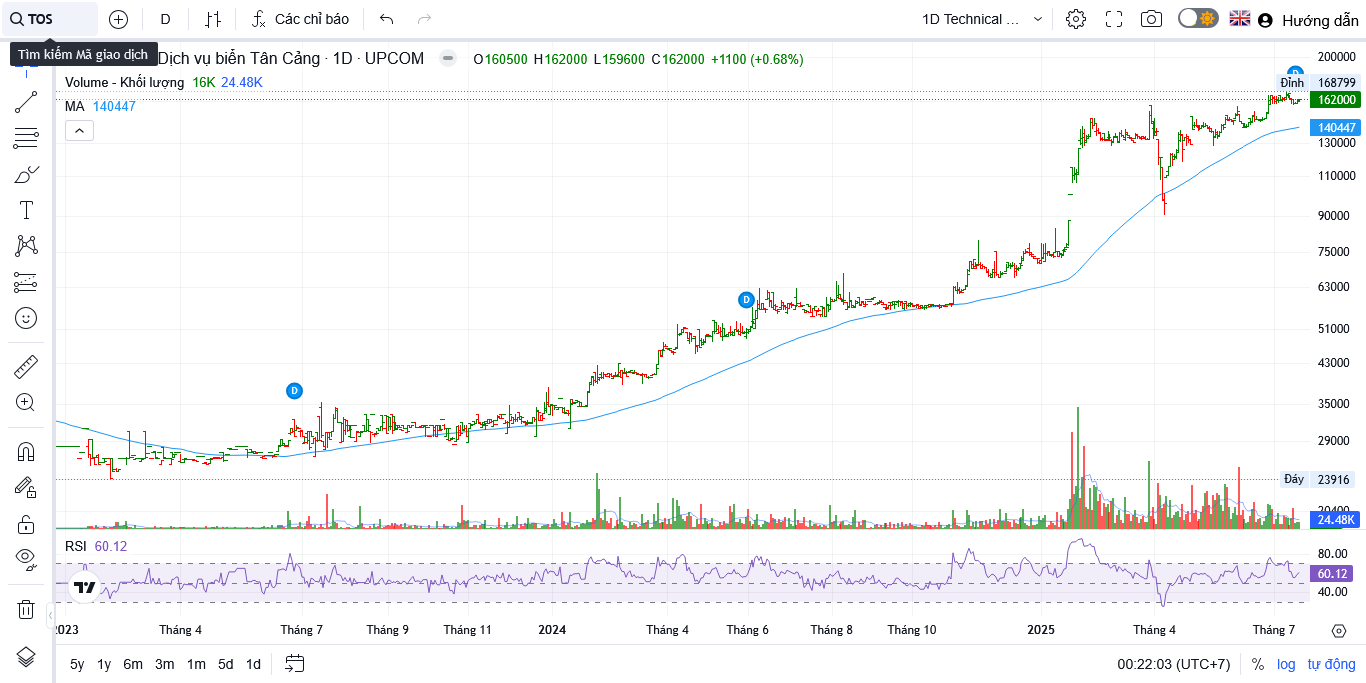 TOS
D
Các chỉ báo
1D Technical ...
Hướng dẫn
Tìm kiếm Mã giao dịch
Dịch vụ biển Tân Cảng · 1D · UPCOM
O160500 H162000 L159600 C162000 +1100 (+0.68%)
Volume - Khối lượng 16K 24.48K
MA 140447
D
D
D
200000
Đỉnh 168799
162000
140447
130000
110000
90000
75000
63000
51000
43000
35000
29000
Đáy 23916
24.48K
RSI 60.12
80.00
60.12
40.00
2023 Tháng 4 Tháng 7 Tháng 9 Tháng 11 2024 Tháng 4 Tháng 6 Tháng 8 Tháng 10 2025 Tháng 4 Tháng 7
5y 1y 6m 3m 1m 5d 1d
00:22:03 (UTC+7) % log tự động